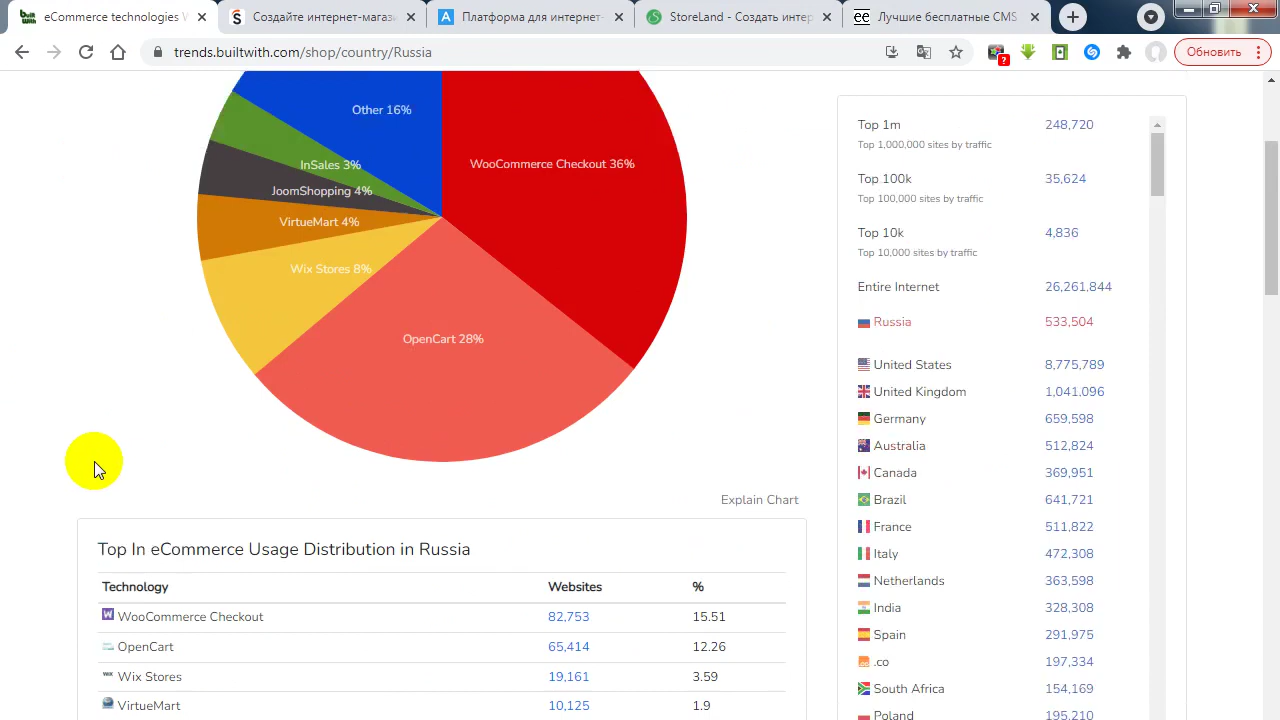 eCommerce technologies W
Создайте интернет-магази
Платформа для интернет-
StoreLand создать интер
Лучшие бесплатные CMS
trends.builtwith.com/shop/country/Russia
Обновить
Other 16%
WooCommerce Checkout 36%
InSales 3%
JoomShopping 4%
VirtueMart 4%
Wix Stores 8%
OpenCart 28%
Explain Chart
Top In eCommerce Usage Distribution in Russia
Technology Websites %
WooCommerce Checkout 82,753 15.51
OpenCart 65,414 12.26
Wix Stores 19,161 3.59
VirtueMart 10,125 1.9
Top 1m 248,720
Top 1,000,000 sites by traffic
Top 100k 35,624
Top 100,000 sites by traffic
Top 10k 4,836
Top 10,000 sites by traffic
Entire Internet 26,261,844
Russia 533,504
United States 8,775,789
United Kingdom 1,041,096
Germany 659,598
Australia 512,824
Canada 369,951
Brazil 641,721
France 511,822
Italy 472,308
Netherlands 363,598
India 328,308
Spain 291,975
.co 197,334
South Africa 154,169
Poland 195,210